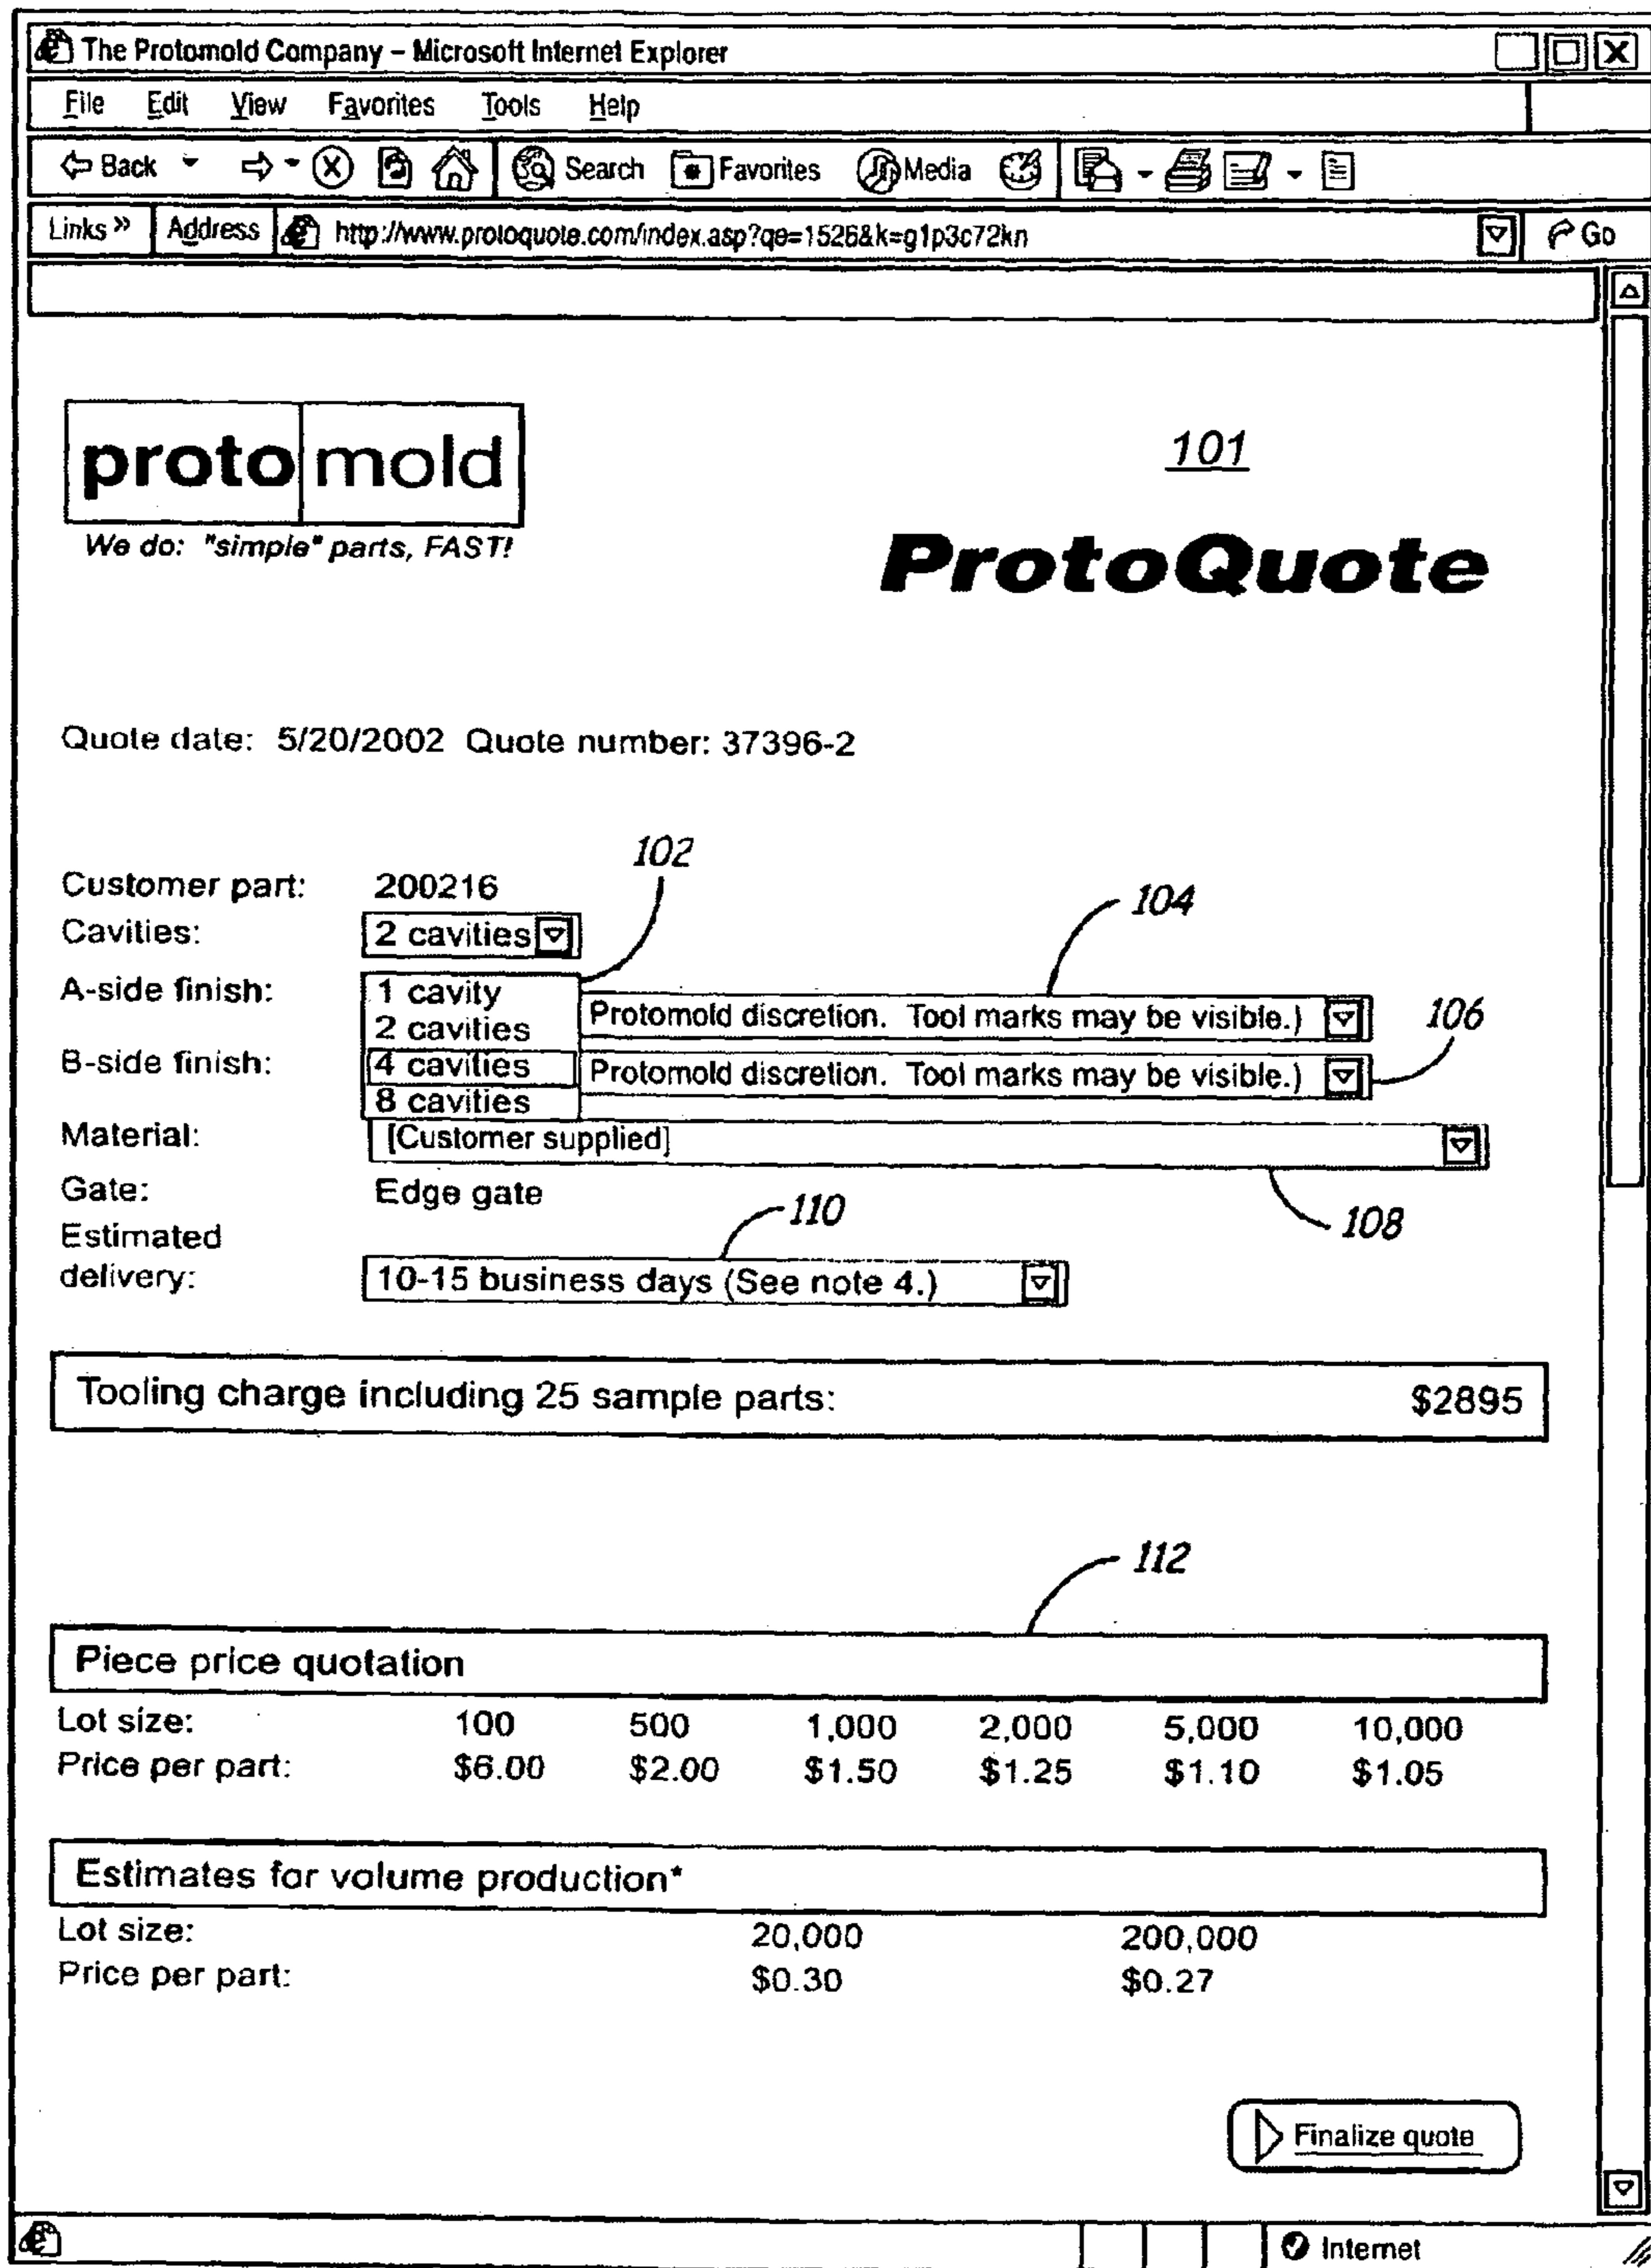 The Protomold Company – Microsoft Internet Explorer
File Edit View Favorites Tools Help
Back Search Favorites Media
Links » Address http://www.protoquote.com/index.asp?qe=1526&k=g1p3c72kn Go
proto mold
101
We do: "simple" parts, FAST!
ProtoQuote
Quote date: 5/20/2002 Quote number: 37396-2
102
Customer part: 200216
104
Cavities: 2 cavities
A-side finish: 1 cavity
Protomold discretion. Tool marks may be visible.) 106
2 cavities
B-side finish: 4 cavities Protomold discretion. Tool marks may be visible.)
8 cavities
Material: [Customer supplied]
Gate: Edge gate
110
108
Estimated
delivery: 10-15 business days (See note 4.)
Tooling charge including 25 sample parts: $2895
112
Piece price quotation
Lot size: 100 500 1,000 2,000 5,000 10,000
Price per part: $6.00 $2.00 $1.50 $1.25 $1.10 $1.05
Estimates for volume production*
Lot size: 20,000 200,000
Price per part: $0.30 $0.27
Finalize quote
Internet